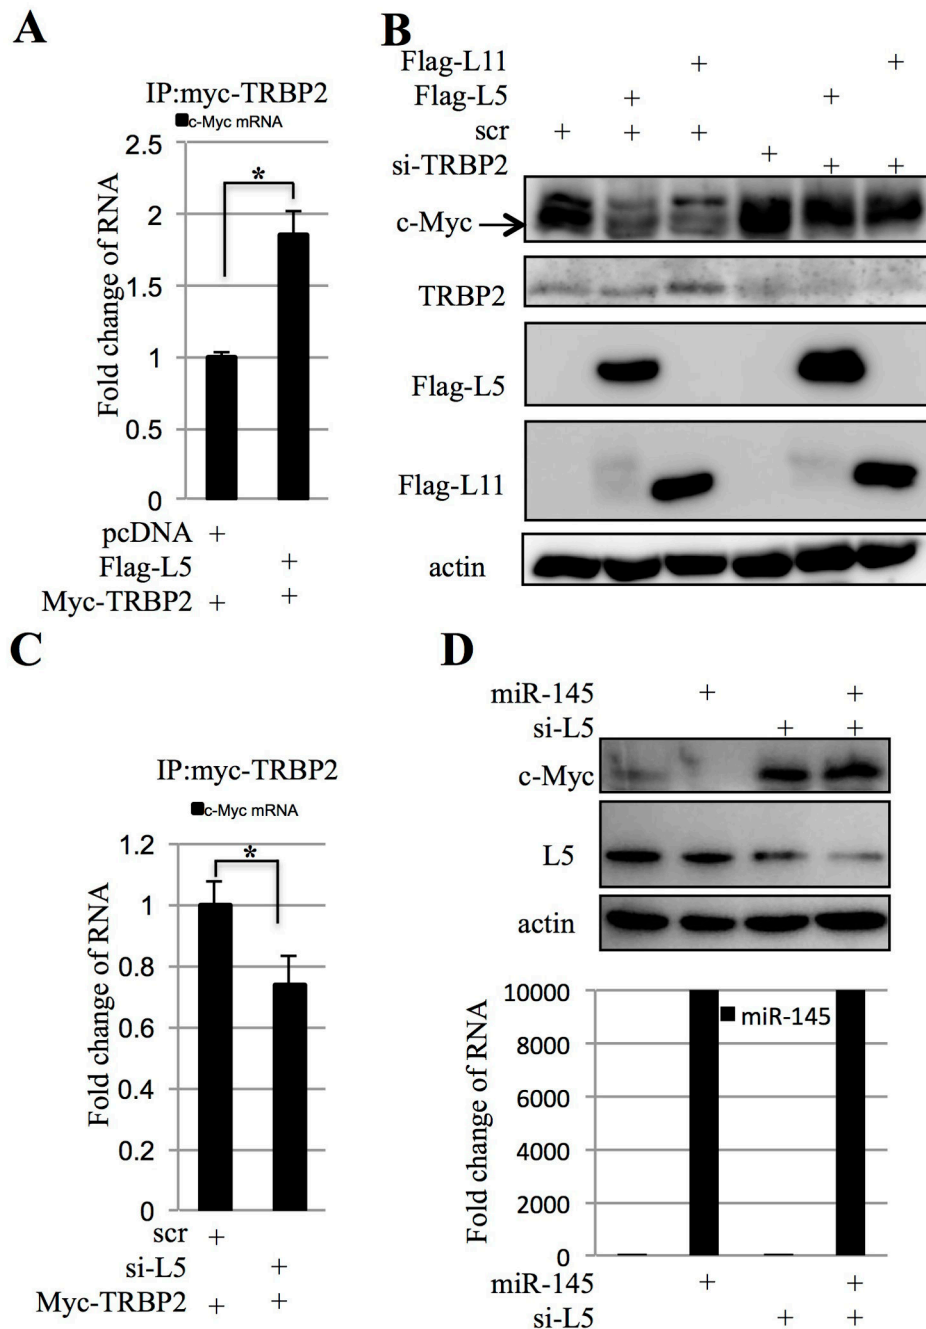 A
IP:myc-TRBP2
c-Myc mRNA
Fold change of RNA
2.5
2
1.5
1
0.5
0
*
pcDNA +
Flag-L5 +
Myc-TRBP2 + +
B
Flag-L11 + +
Flag-L5 + +
scr + + +
si-TRBP2 + + +
c-Myc
TRBP2
Flag-L5
Flag-L11
actin
C
IP:myc-TRBP2
c-Myc mRNA
Fold change of RNA
1.2
1
0.8
0.6
0.4
0.2
0
*
scr +
si-L5 +
Myc-TRBP2 + +
D
miR-145 + +
si-L5 + +
c-Myc
L5
actin
Fold change of RNA
10000
8000
6000
4000
2000
0
miR-145
miR-145 + +
si-L5 + +